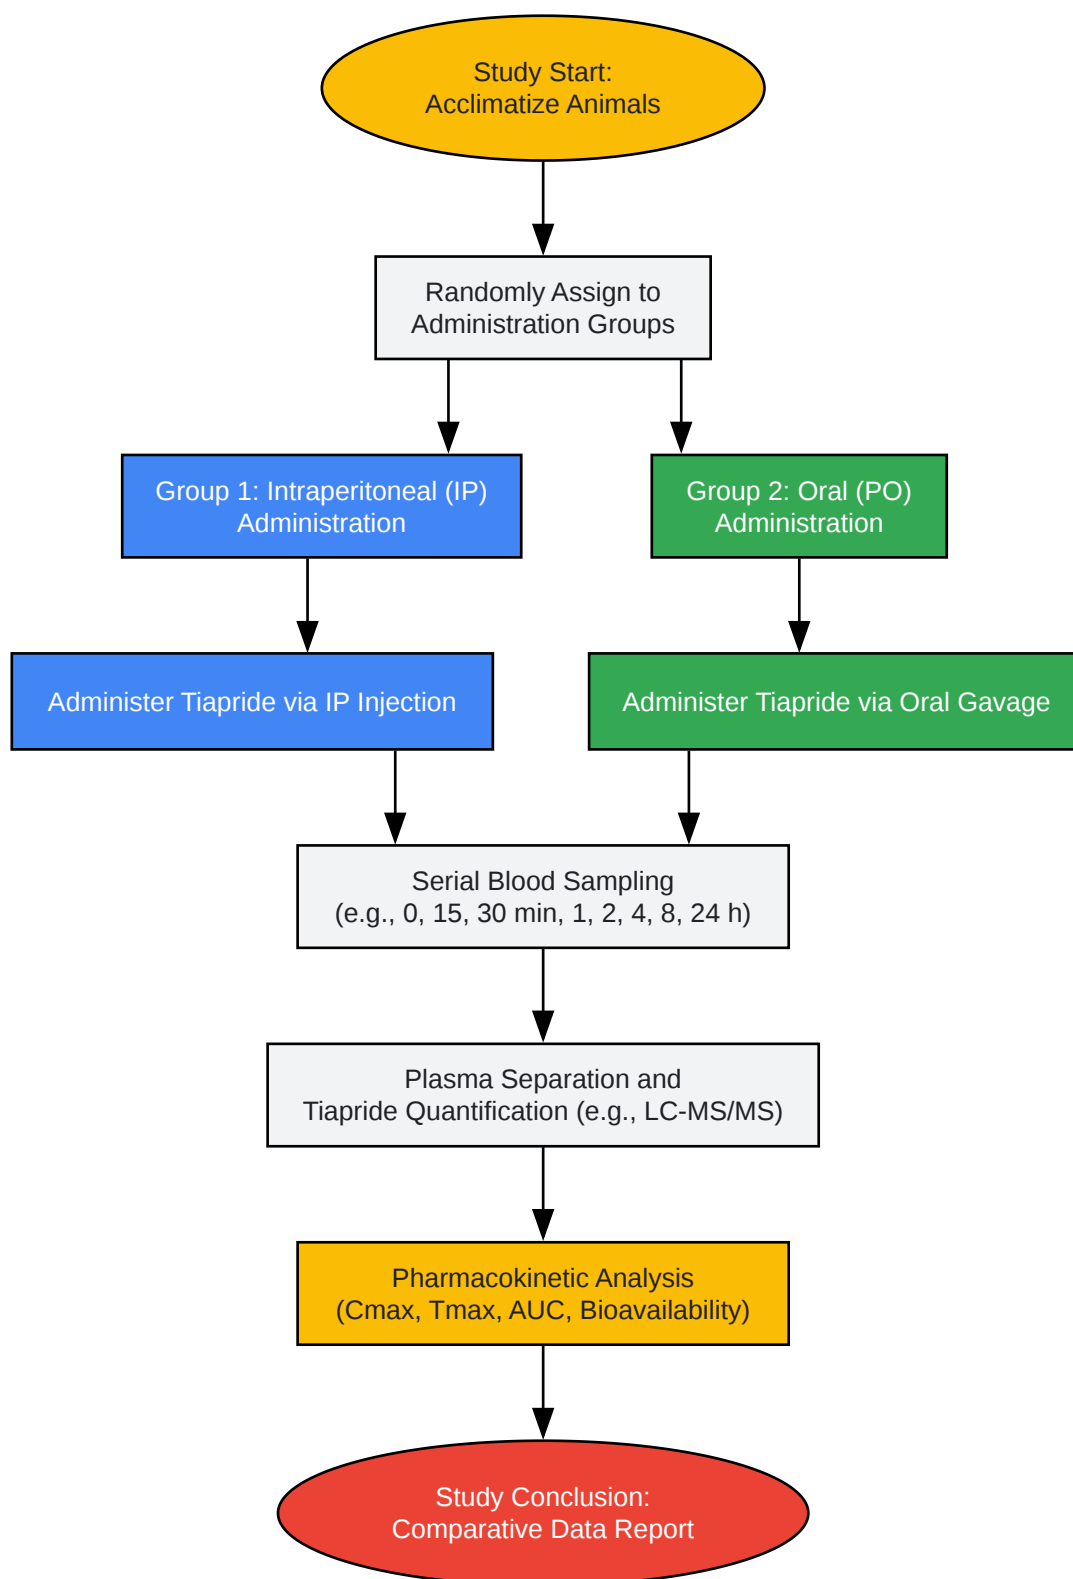 Study Start:
Acclimatize Animals
Randomly Assign to
Administration Groups
Group 1: Intraperitoneal (IP)
Administration
Group 2: Oral (PO)
Administration
Administer Tiapride via IP Injection
Administer Tiapride via Oral Gavage
Serial Blood Sampling
(e.g., 0, 15, 30 min, 1, 2, 4, 8, 24 h)
Plasma Separation and
Tiapride Quantification (e.g., LC-MS/MS)
Pharmacokinetic Analysis
(Cmax, Tmax, AUC, Bioavailability)
Study Conclusion:
Comparative Data Report